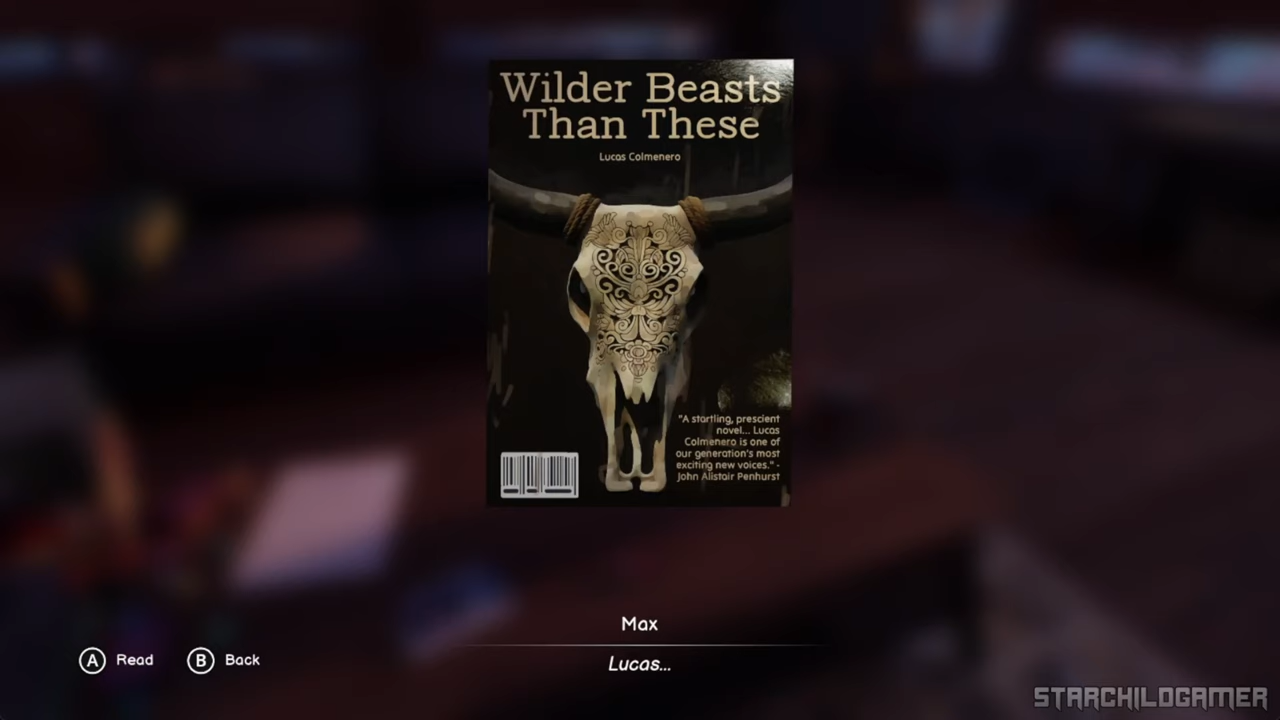 Wilder Beasts
Than These
Lucas Colmenero
"A startling, prescient
novel... Lucas
Colmenero is one of
our generation's most
exciting new voices." -
John Alistair Penhurst
Max
A Read B Back
Lucas...
STARCHILDGAMER